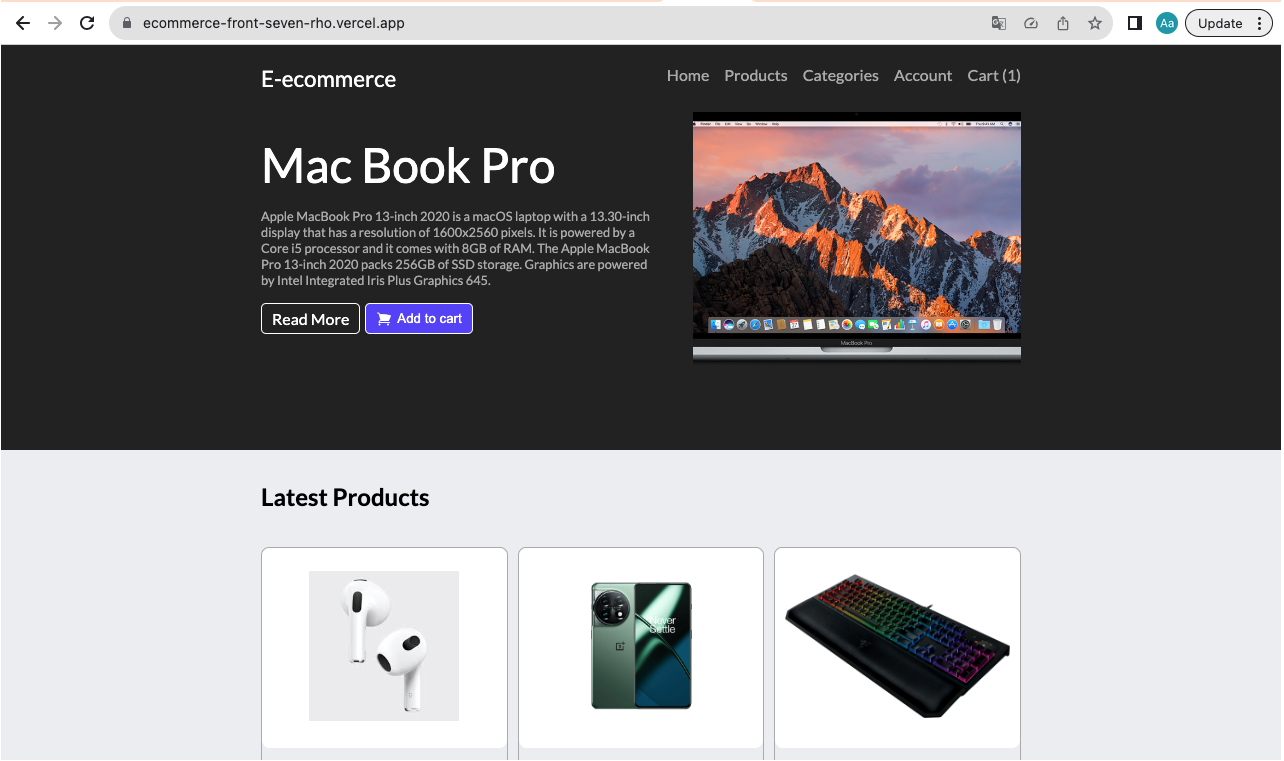 ecommerce-front-seven-rho.vercel.app
Aa
Update
E-ecommerce
Home Products Categories Account Cart (1)
Mac Book Pro
Apple MacBook Pro 13-inch 2020 is a macOS laptop with a 13.30-inch
display that has a resolution of 1600x2560 pixels. It is powered by a
Core i5 processor and it comes with 8GB of RAM. The Apple MacBook
Pro 13-inch 2020 packs 256GB of SSD storage. Graphics are powered
by Intel Integrated Iris Plus Graphics 645.
Read More
Add to cart
MacBook Pro
Latest Products
Never
Settle